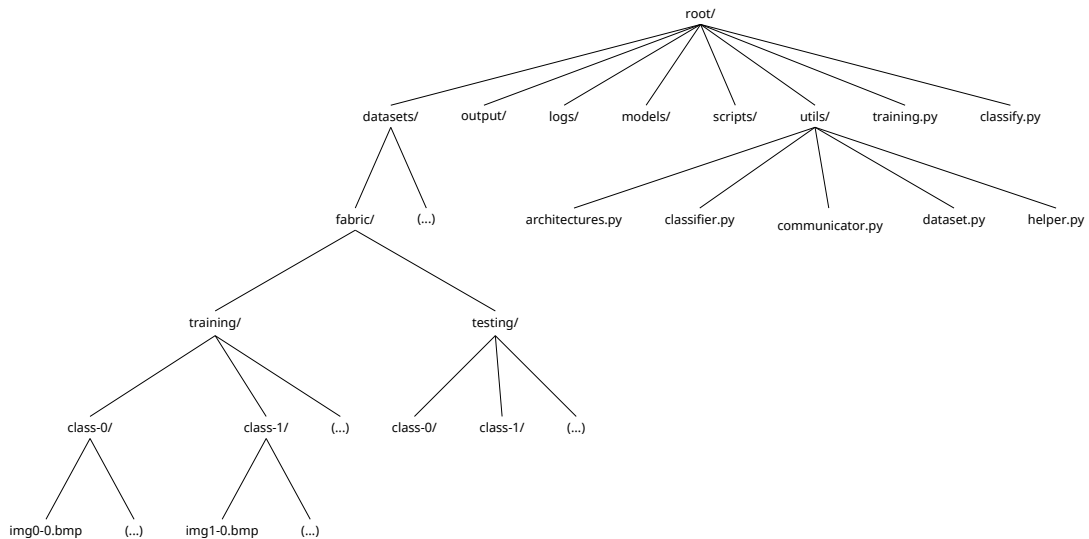 root/
datasets/
output/
logs/
models/
scripts/
utils/
training.py
classify.py
fabric/
(...)
architectures.py
classifier.py
communicator.py
dataset.py
helper.py
training/
testing/
class-0/
class-1/
(...)
class-0/
class-1/
(...)
img0-0.bmp
(...)
img1-0.bmp
(...)